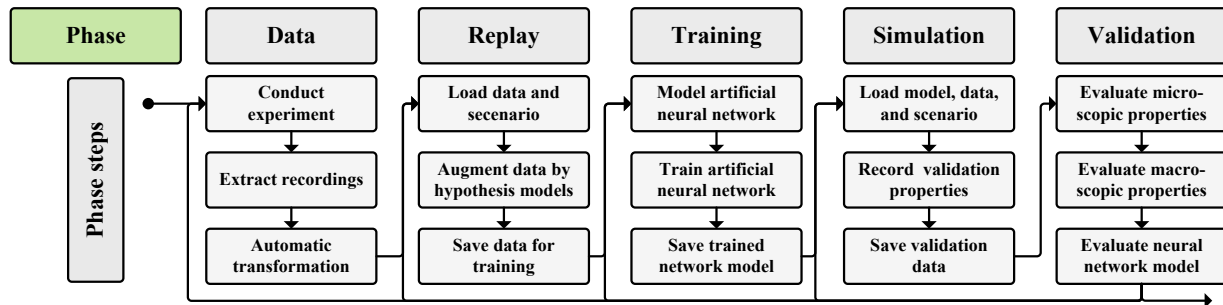 Phase
Data
Replay
Training
Simulation
Validation
Phase steps
Conduct
experiment
Extract recordings
Automatic
transformation
Load data and
secenario
Augment data by
hypothesis models
Save data for
training
Model artificial
neural network
Train artificial
neural network
Save trained
network model
Load model, data,
and scenario
Record validation
properties
Save validation
data
Evaluate micro-
scopic properties
Evaluate macro-
scopic properties
Evaluate neural
network model